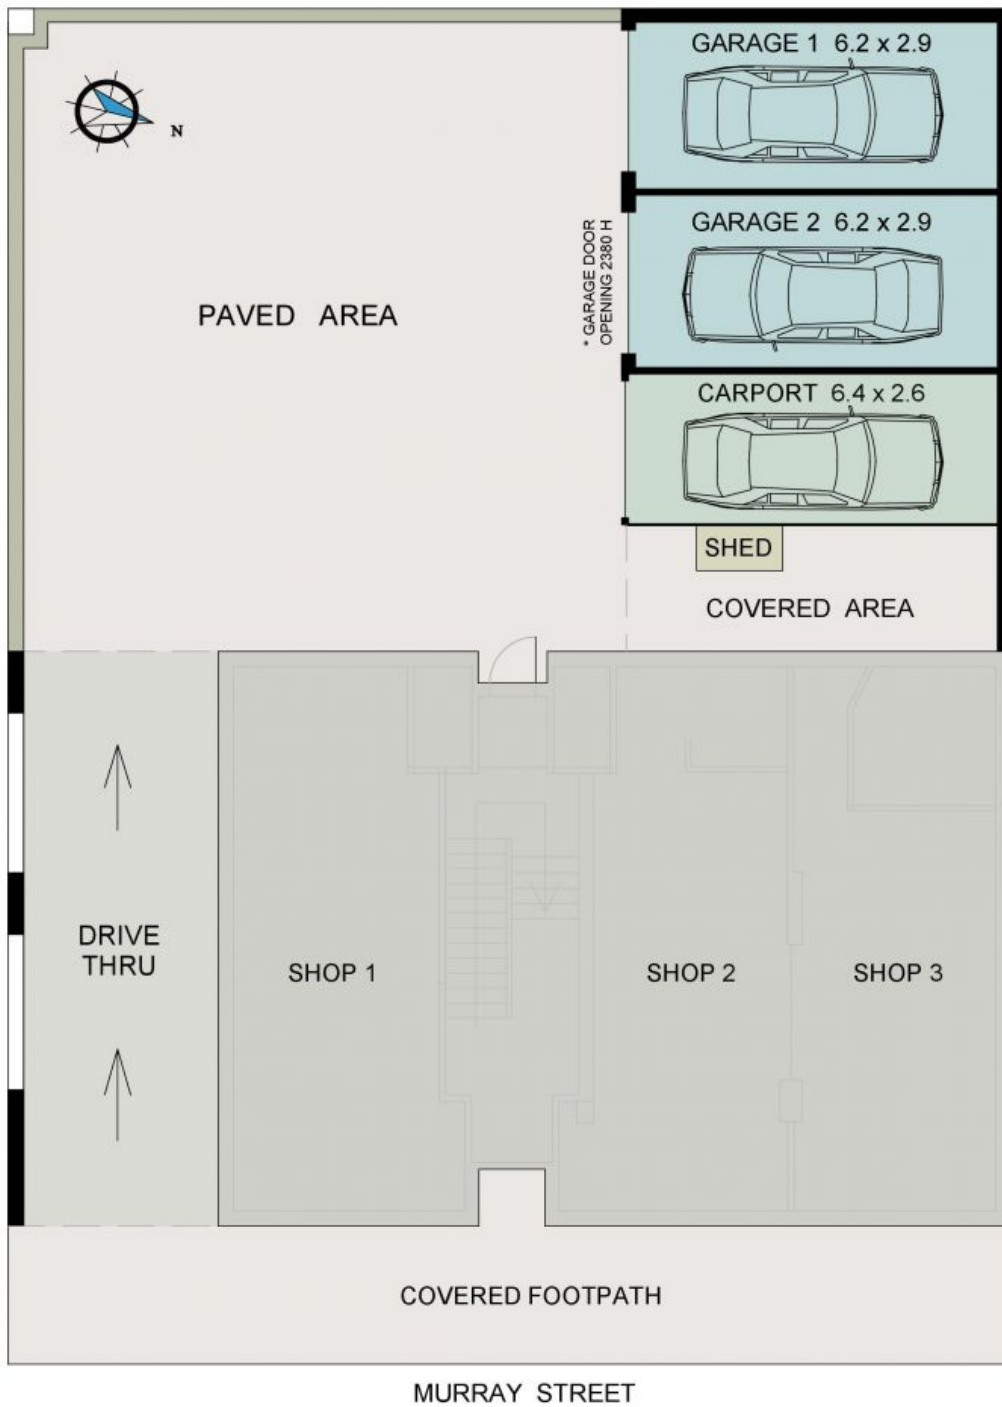 GARAGE 1 6.2 x 2.9
N
GARAGE 2 6.2 x 2.9
* GARAGE DOOR
OPENING 2380 H
PAVED AREA
CARPORT 6.4 x 2.6
SHED
COVERED AREA
DRIVE
THRU
SHOP 1
SHOP 2
SHOP 3
COVERED FOOTPATH
MURRAY STREET